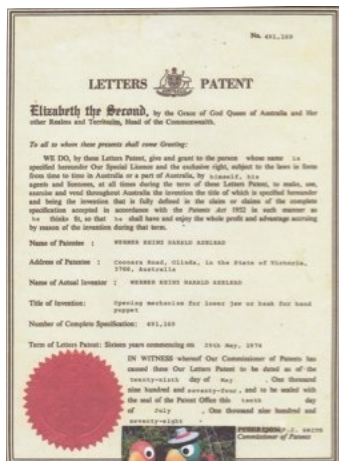 No. 491,189
LETTERS PATENT
Elizabeth the Second, by the Grace of God Queen of Australia and Her
other Realms and Territories, Head of the Commonwealth.
To all to whom these presents shall come Greeting:
WE DO, by these Letters Patent, give and grant to the person whose name is
specified hereunder Our Special Licence and the exclusive right, subject to the laws in force
from time to time in Australia or a part of Australia, by himself, his
agents and licensees, at all times during the term of these Letters Patent, to make, use,
exercise and vend throughout Australia the invention the title of which is specified hereunder
and being the invention that is fully defined in the claim or claims of the complete
specification accepted in accordance with the Patents Act 1952 in such manner as
he thinks fit, so that he shall have and enjoy the whole profit and advantage accruing
by reason of the invention during that term.
Name of Patentee : WERNER HEINZ HARALD AXELRAD
Address of Patentee : Coonara Road, Olinda, in the State of Victoria,
3788, Australia
Name of Actual Inventor : WERNER HEINZ HARALD AXELRAD
Title of Invention: Opening mechanism for lower jaw or beak for hand
puppet
Number of Complete Specification: 491,189
Term of Letters Patent: Sixteen years commencing on 29th May, 1974
IN WITNESS whereof Our Commissioner of Patents has
caused these Our Letters Patent to be dated as of the
twenty-ninth day of May , One thousand
nine hundred and seventy-four, and to be sealed with
the seal of the Patent Office this tenth day
of July , One thousand nine hundred and
seventy-eight .
F.J. SMITH
Commissioner of Patents